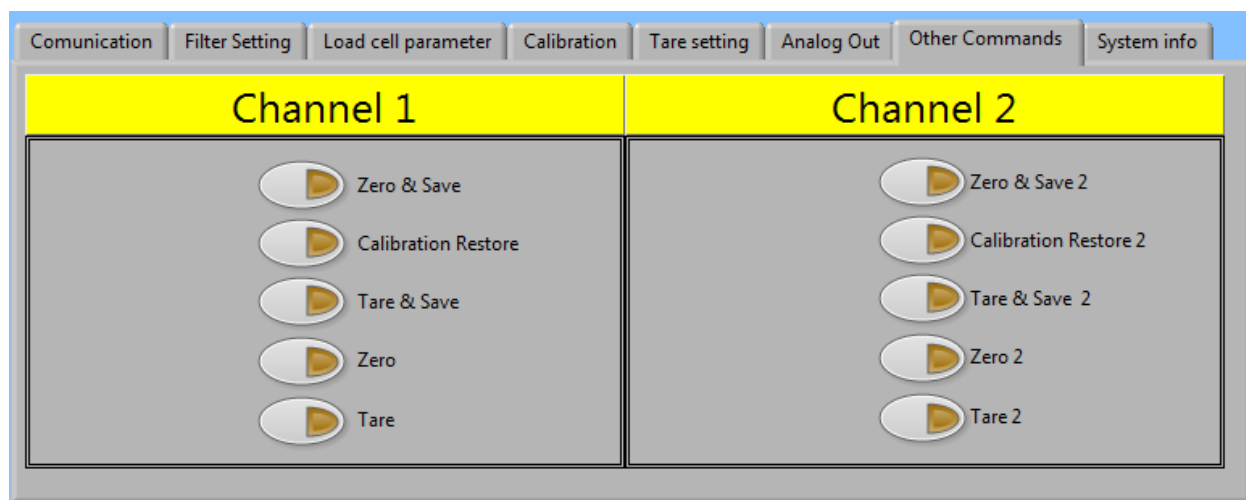 Comunication Filter Setting Load cell parameter Calibration Tare setting Analog Out Other Commands System info
Channel 1
Zero & Save
Calibration Restore
Tare & Save
Zero
Tare
Channel 2
Zero & Save 2
Calibration Restore 2
Tare & Save 2
Zero 2
Tare 2